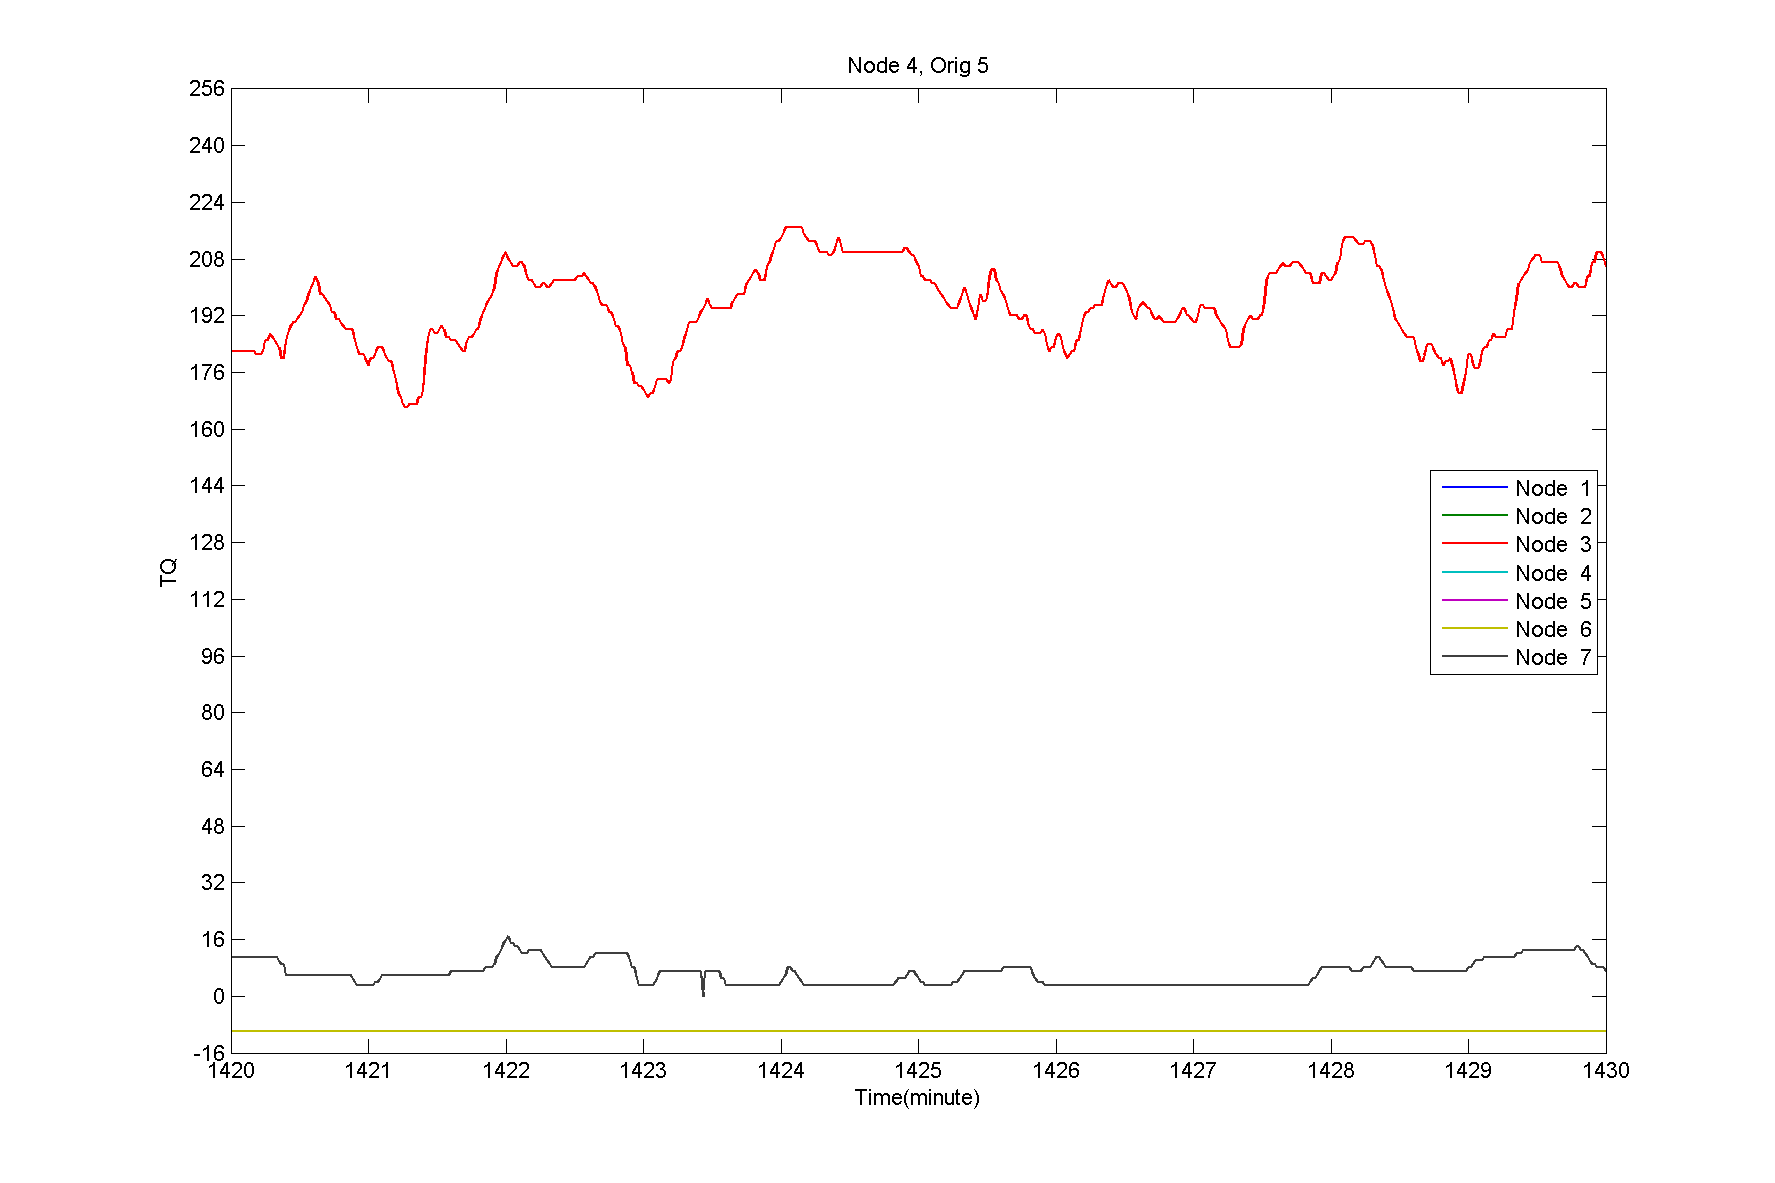 Node 4, Orig 5
256
240
224
208
192
176
160
144
128
112
96
80
64
48
32
16
0
-16
TQ
Node 1
Node 2
Node 3
Node 4
Node 5
Node 6
Node 7
1420 1421 1422 1423 1424 1425 1426 1427 1428 1429 1430
Time(minute)